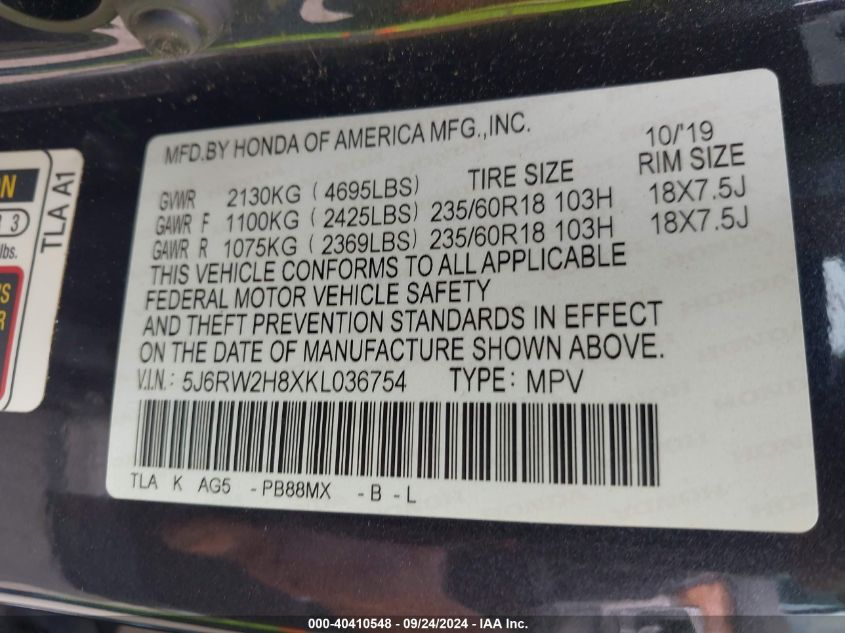 MFD.BY HONDA OF AMERICA MFG.,INC. 10/'19
TIRE SIZE RIM SIZE
GVWR 2130KG (4695LBS)
GAWR F 1100KG (2425LBS) 235/60R18 103H 18X7.5J
GAWR R 1075KG (2369LBS) 235/60R18 103H 18X7.5J
THIS VEHICLE CONFORMS TO ALL APPLICABLE
FEDERAL MOTOR VEHICLE SAFETY
AND THEFT PREVENTION STANDARDS IN EFFECT
ON THE DATE OF MANUFACTURE SHOWN ABOVE.
V.I.N.: 5J6RW2H8XKL036754 TYPE: MPV
TLA K AG5 -PB88MX -B-L
TLA A1
3
lbs.
000-40410548 - 09/24/2024 - IAA Inc.